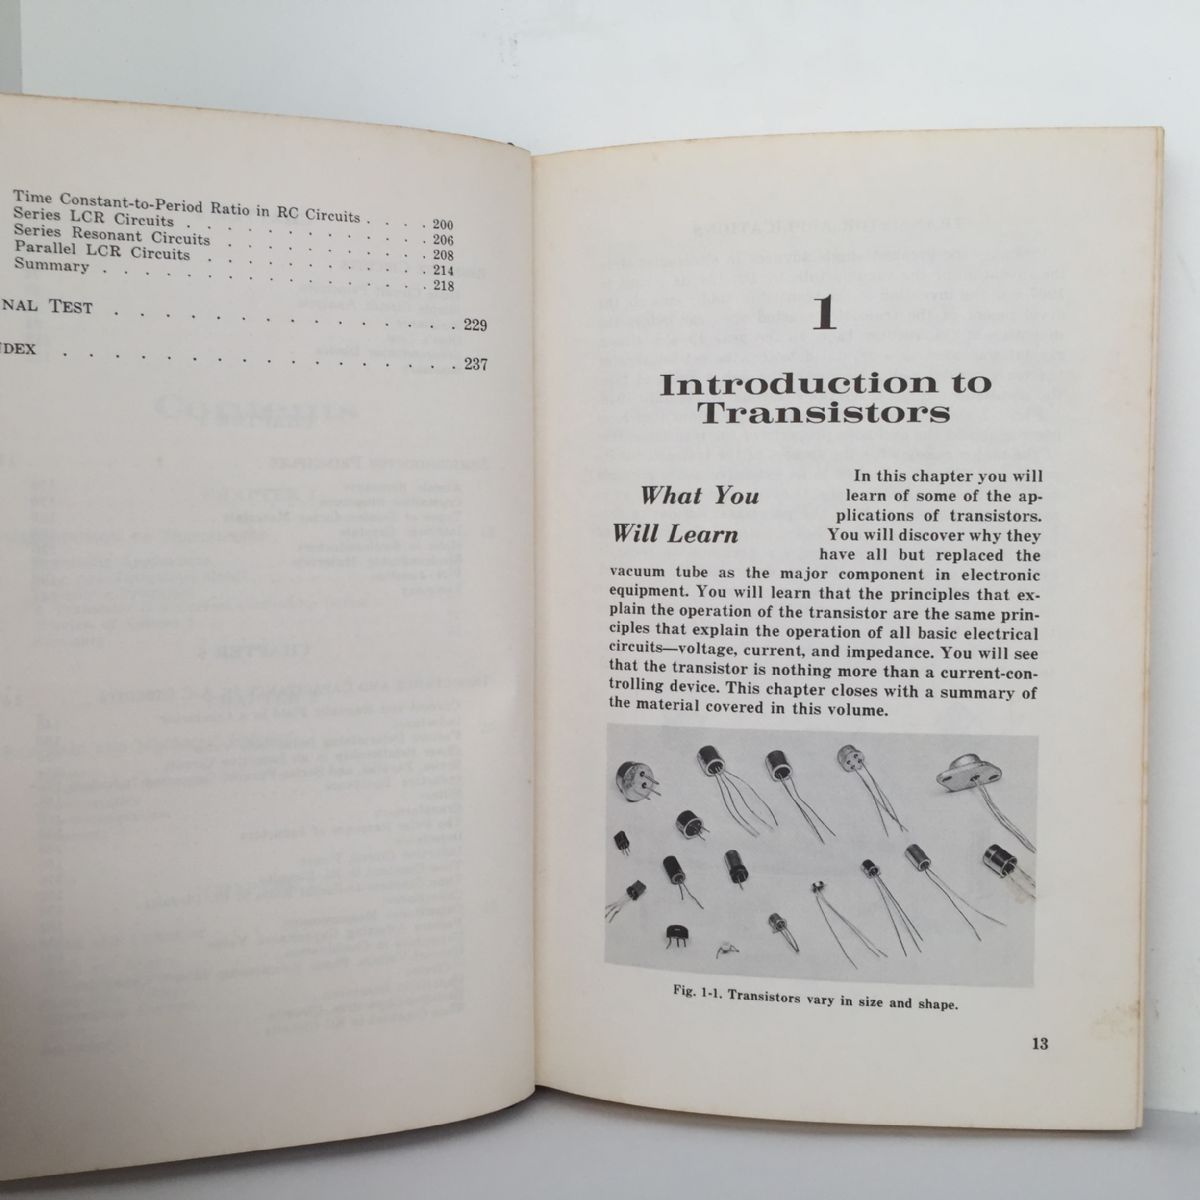 Time Constant-to-Period Ratio in RC Circuits . . . . 200
Series LCR Circuits . . . . . . . . . . . . 206
Series Resonant Circuits . . . . . . . . . . 208
Parallel LCR Circuits . . . . . . . . . . . 214
Summary . . . . . . . . . . . . . . . 218
NAL TEST . . . . . . . . . . . . . . . . . 229
DEX . . . . . . . . . . . . . . . . . . . 237
1
Introduction to
Transistors
What You
Will Learn
In this chapter you will
learn of some of the ap-
plications of transistors.
You will discover why they
have all but replaced the
vacuum tube as the major component in electronic
equipment. You will learn that the principles that ex-
plain the operation of the transistor are the same prin-
ciples that explain the operation of all basic electrical
circuits—voltage, current, and impedance. You will see
that the transistor is nothing more than a current-con-
trolling device. This chapter closes with a summary of
the material covered in this volume.
Fig. 1-1. Transistors vary in size and shape.
13